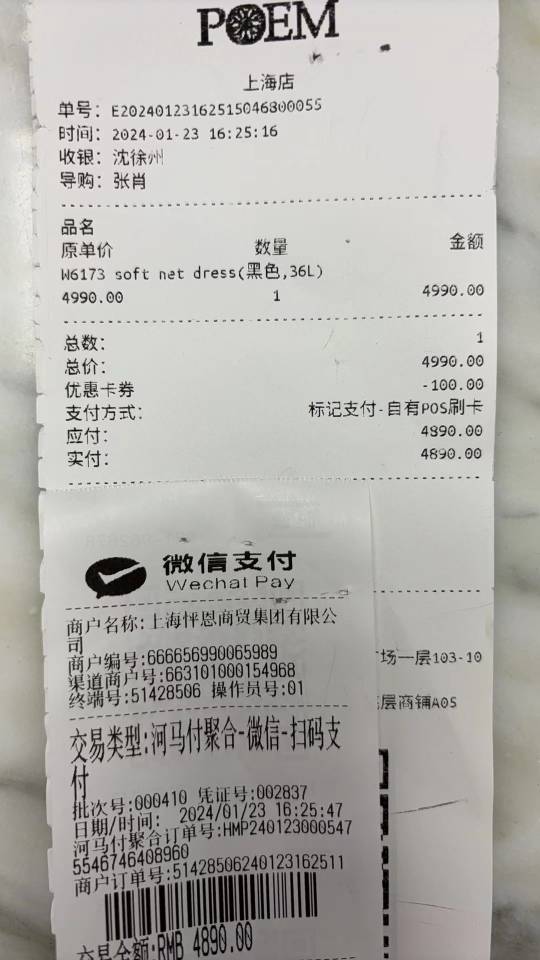 POEM
上海店
单号: E20240123162515046800055
时间: 2024-01-23 16:25:16
收银: 沈徐州
导购: 张肖
品名
原单价 数量 金额
W6173 soft net dress(黑色,36L)
4990.00 1 4990.00
总数: 1
总价: 4990.00
优惠卡券 -100.00
支付方式: 标记支付-自有POS刷卡
应付: 4890.00
实付: 4890.00
场一层103-10
层商铺A05
微信支付
Wechat Pay
商户名称:上海怦恩商贸集团有限公
司
商户编号:666656990065989
渠道商户号:663101000154968
终端号:51428506 操作员号:01
交易类型:河马付聚合-微信-扫码支
付
批次号:000410 凭证号:002837
日期/时间: 2024/01/23 16:25:47
河马付聚合订单号:HMP240123000547
5546746408960
商户订单号:51428506240123162511
交易金额:RMB 4890.00